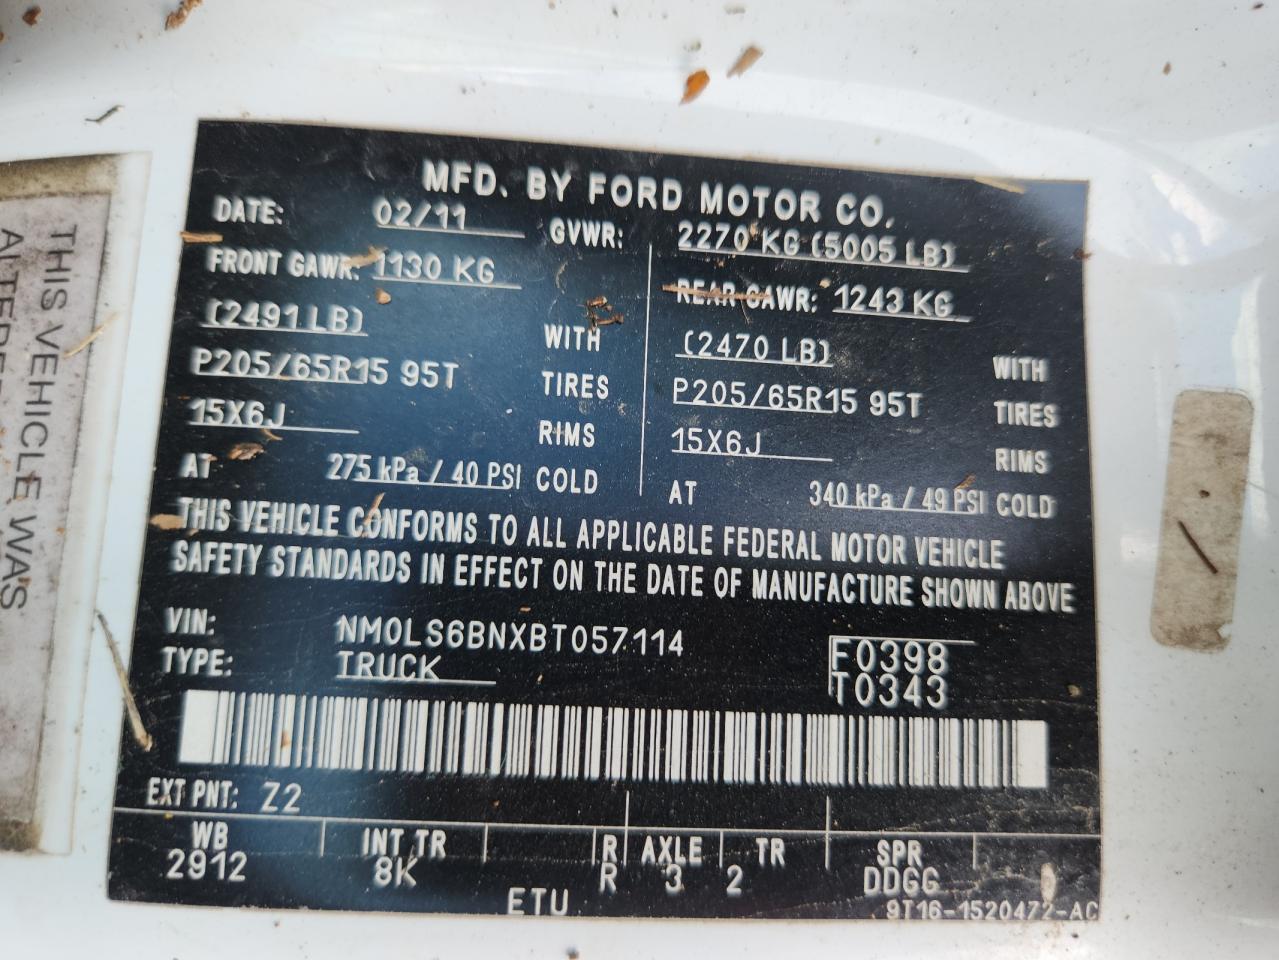 THIS VEHICLE WAS
MFD. BY FORD MOTOR CO.
DATE: 02/11 GVWR: 2270 KG (5005 LB)
FRONT GAWR: 1130 KG REAR GAWR: 1243 KG
(2491 LB) WITH (2470 LB) WITH
P205/65R15 95T TIRES P205/65R15 95T TIRES
15X6J RIMS 15X6J RIMS
AT 275 kPa / 40 PSI COLD AT 340 kPa / 49 PSI COLD
THIS VEHICLE CONFORMS TO ALL APPLICABLE FEDERAL MOTOR VEHICLE
SAFETY STANDARDS IN EFFECT ON THE DATE OF MANUFACTURE SHOWN ABOVE
VIN: NM0LS6BNXBT057114 F0398
TYPE: TRUCK T0343
EXT PNT: Z2
WB INT TR R AXLE TR SPR
2912 8K R 3 2 DDGG
ETU 9T16-1520472-AC